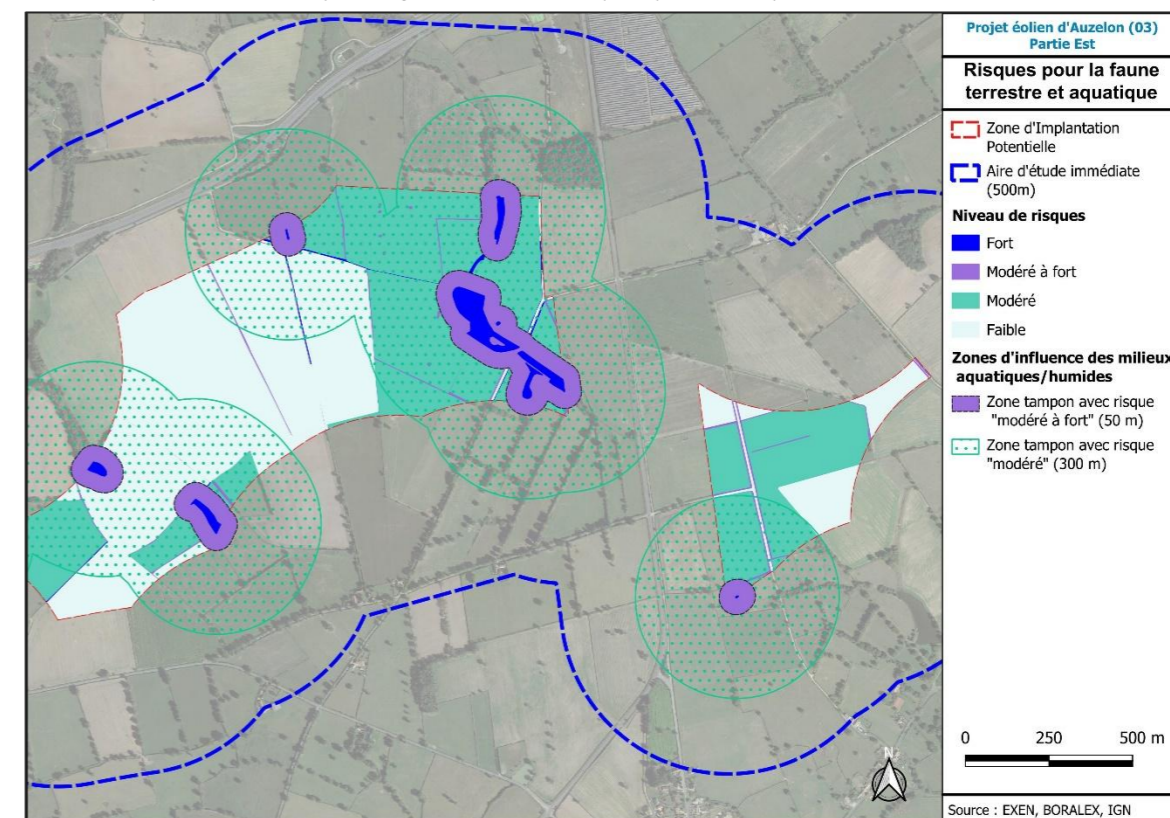 Projet éolien d'Auzelon (03)
Partie Est
Risques pour la faune
terrestre et aquatique
Zone d'Implantation
Potentielle
Aire d'étude immédiate
(500m)
Niveau de risques
Fort
Modéré à fort
Modéré
Faible
Zones d'influence des milieux
aquatiques/humides
Zone tampon avec risque
"modéré à fort" (50 m)
Zone tampon avec risque
"modéré" (300 m)
0 250 500 m
N
Source : EXEN, BORALEX, IGN